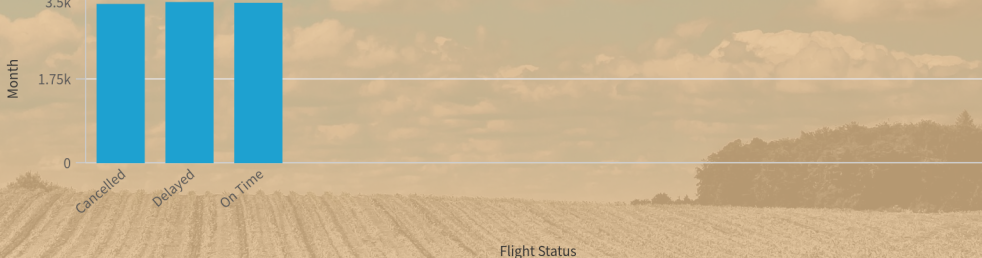 3.5k
Month
1.75k
0
Cancelled
Delayed
On Time
Flight Status